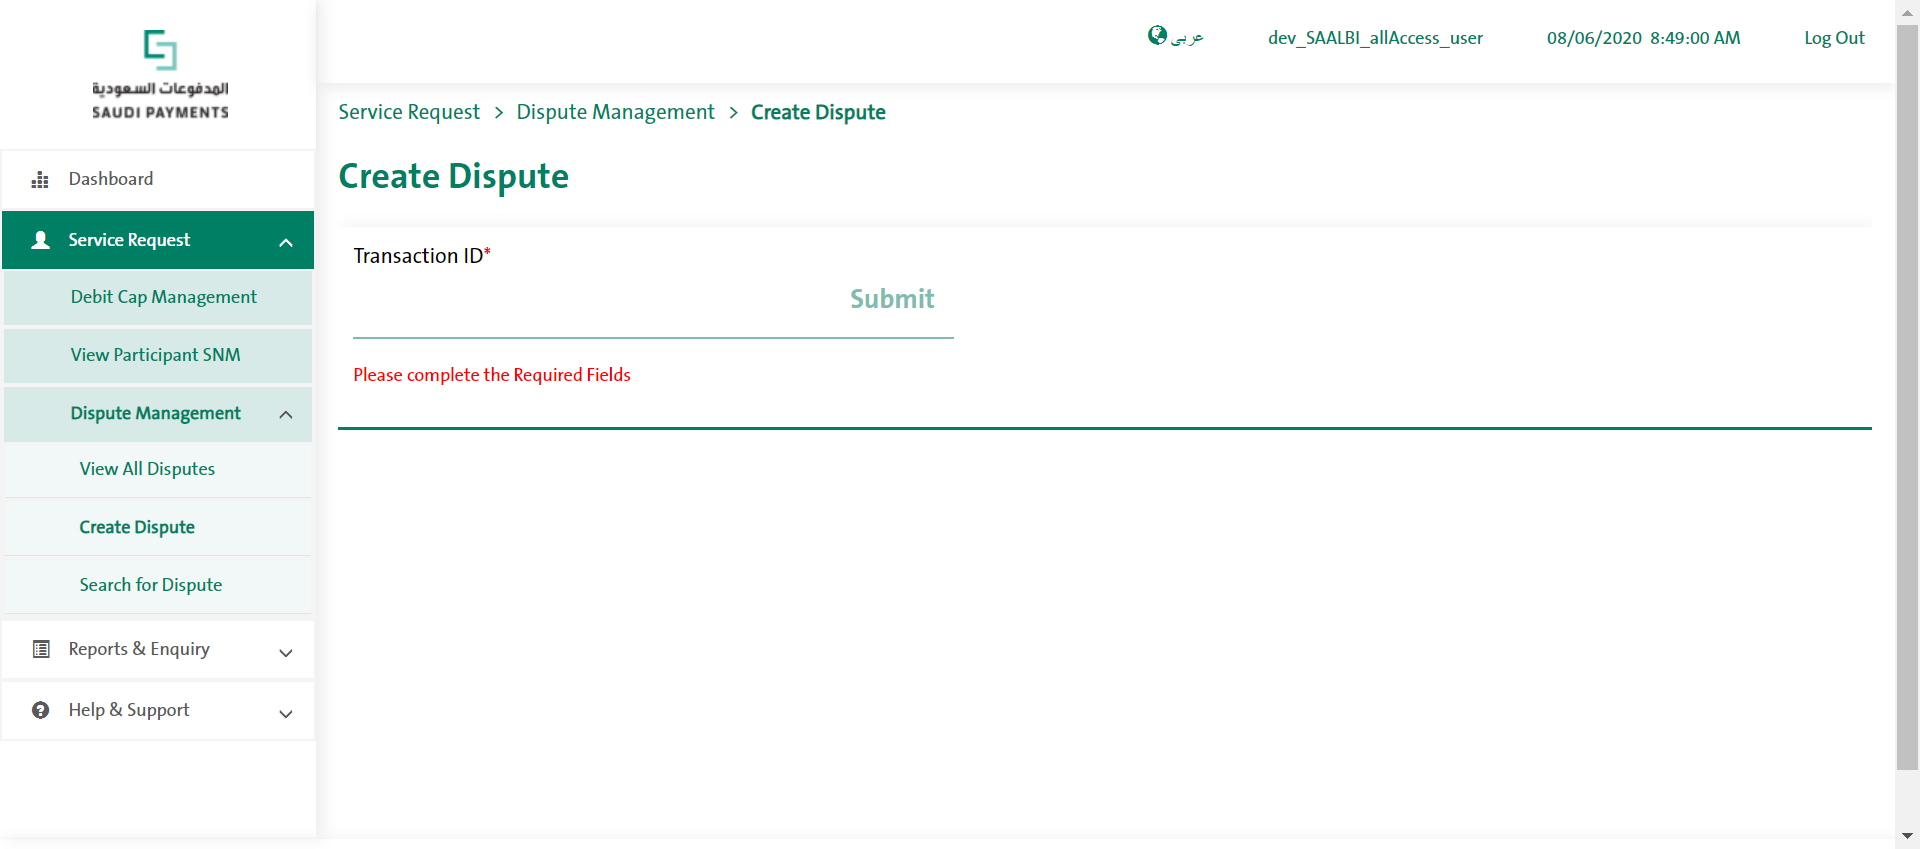 المدفوعات السعودية
SAUDI PAYMENTS
عربى
dev_SAALBI_allAccess_user
08/06/2020 8:49:00 AM
Log Out
Dashboard
Service Request
Debit Cap Management
View Participant SNM
Dispute Management
View All Disputes
Create Dispute
Search for Dispute
Reports & Enquiry
Help & Support
Service Request > Dispute Management > Create Dispute
Create Dispute
Transaction ID*
Submit
Please complete the Required Fields